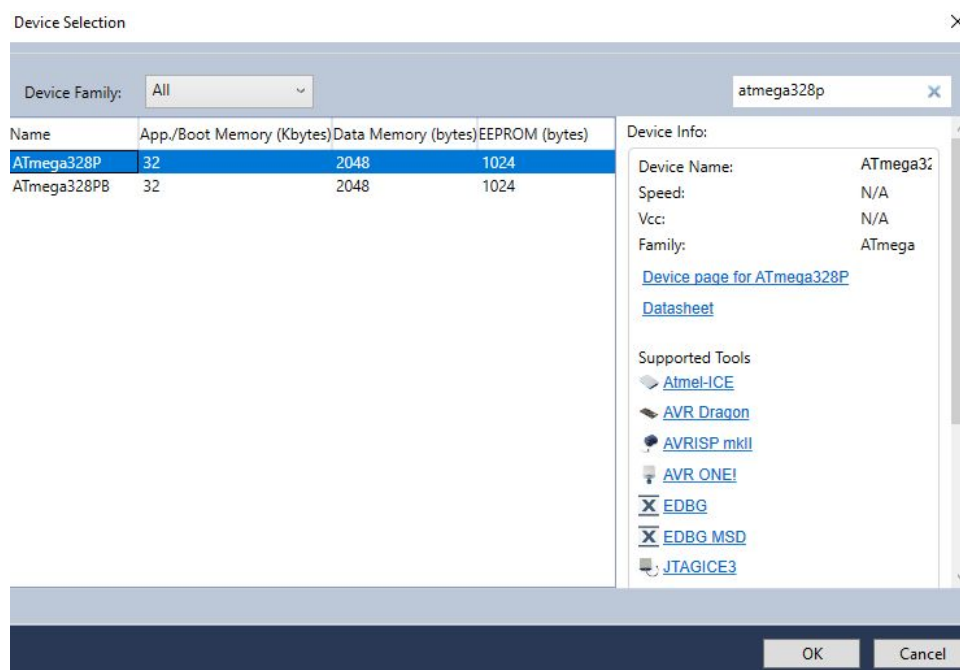 Device Selection
Device Family: All
atmega328p
Name App./Boot Memory (Kbytes) Data Memory (bytes) EEPROM (bytes)
ATmega328P 32 2048 1024
ATmega328PB 32 2048 1024
Device Info:
Device Name: ATmega32
Speed: N/A
Vcc: N/A
Family: ATmega
Device page for ATmega328P
Datasheet
Supported Tools
Atmel-ICE
AVR Dragon
AVRISP mkII
AVR ONE!
EDBG
EDBG MSD
JTAGICE3
OK Cancel